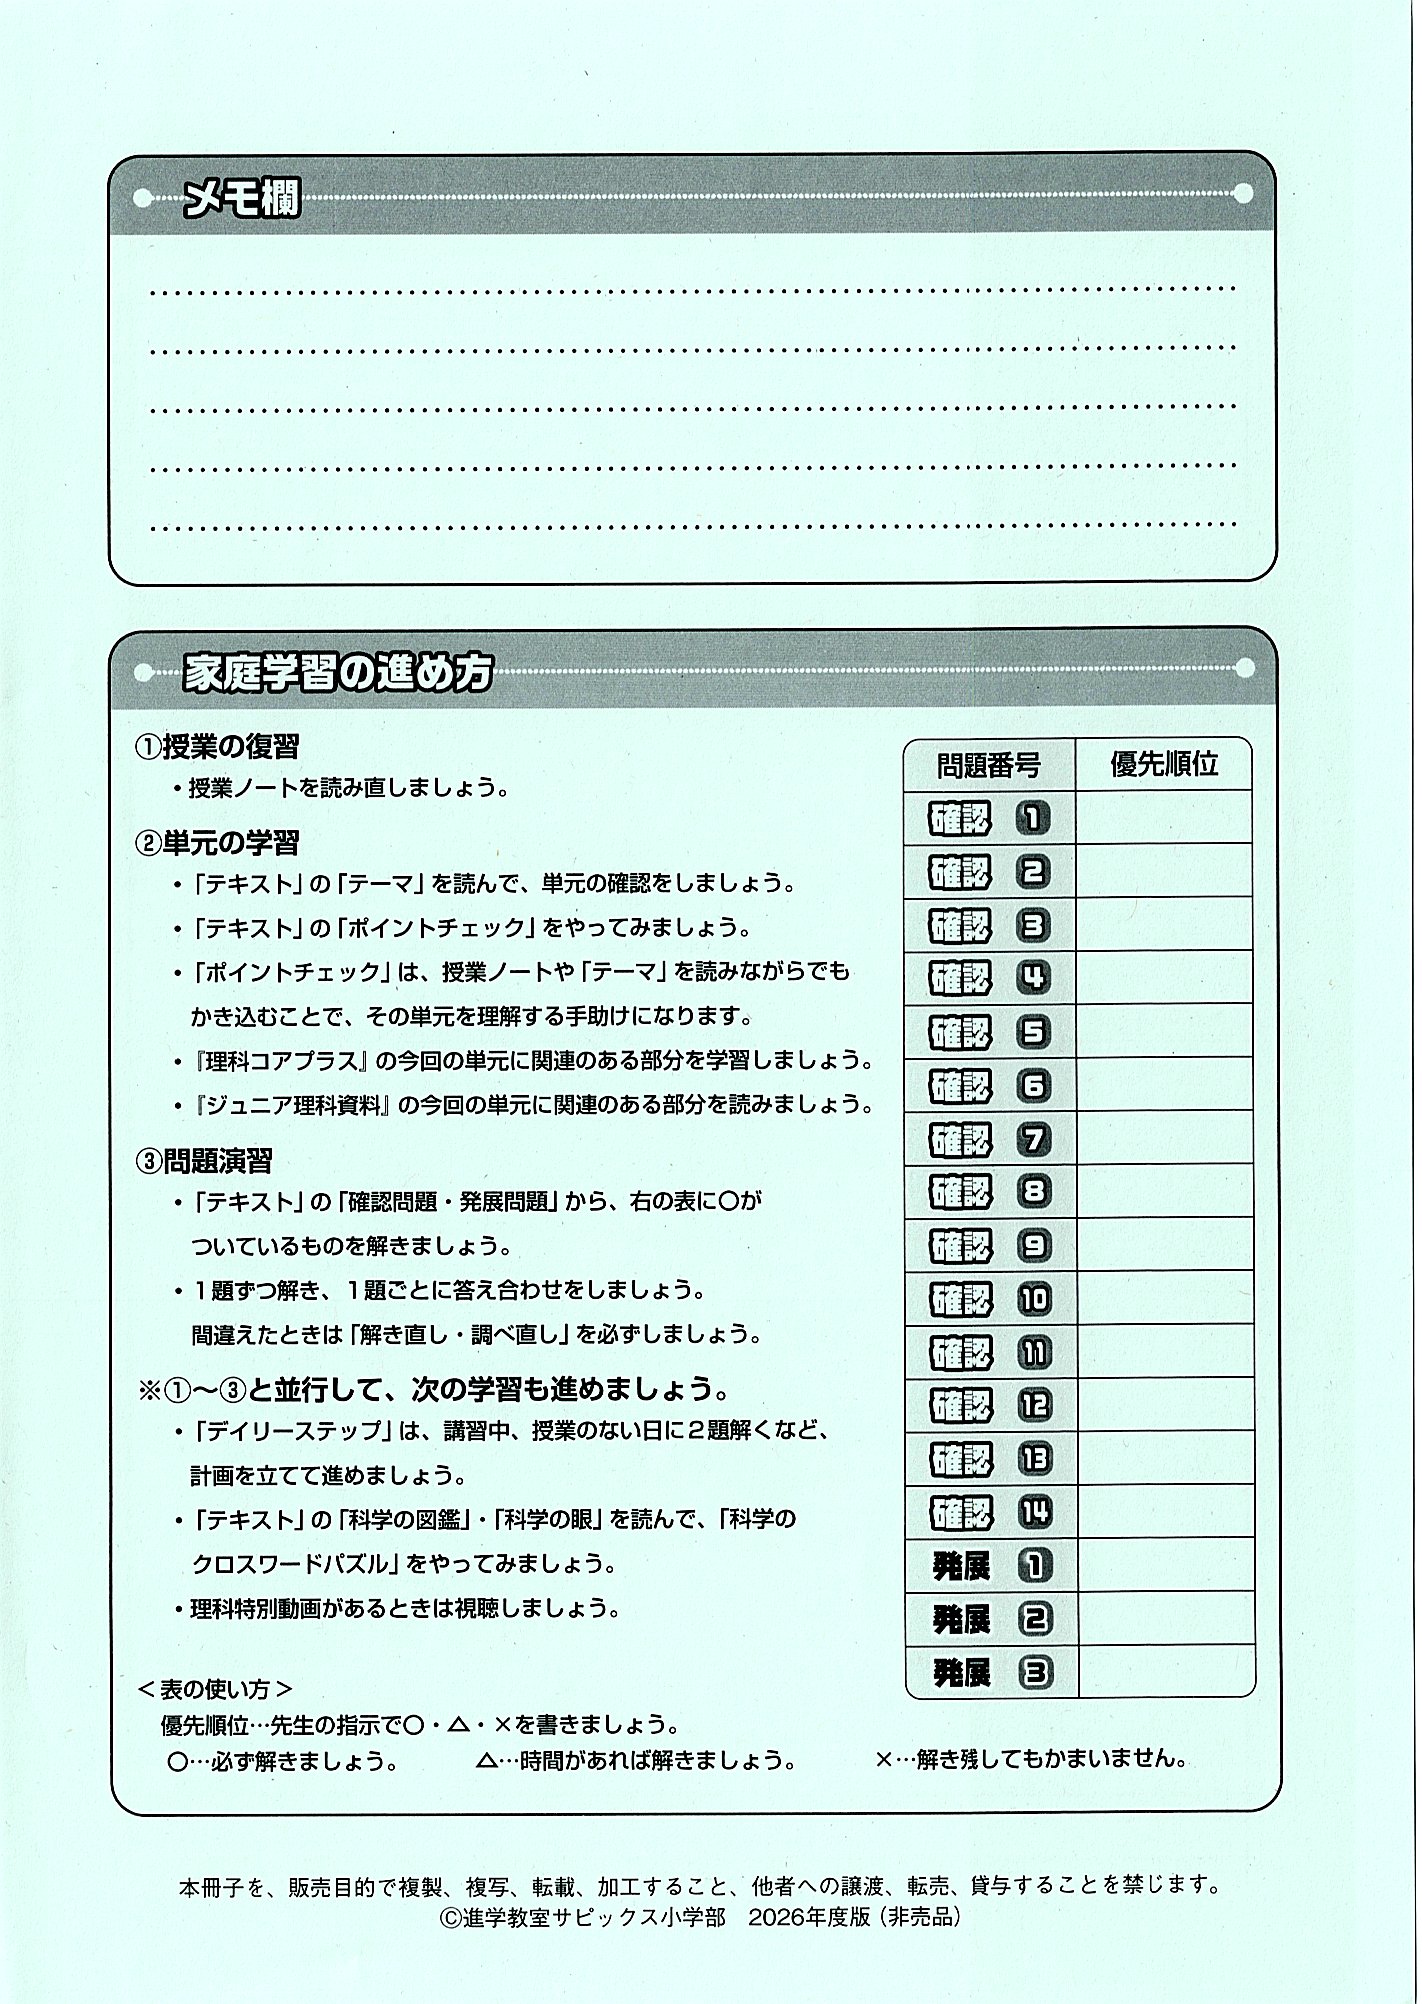 メモ欄
家庭学習の進め方
①授業の復習
・授業ノートを読み直しましょう。
②単元の学習
・「テキスト」の「テーマ」を読んで、単元の確認をしましょう。
・「テキスト」の「ポイントチェック」をやってみましょう。
・「ポイントチェック」は、授業ノートや「テーマ」を読みながらでも
かき込むことで、その単元を理解する手助けになります。
・『理科コアプラス』の今回の単元に関連のある部分を学習しましょう。
・『ジュニア理科資料』の今回の単元に関連のある部分を読みましょう。
③問題演習
・「テキスト」の「確認問題・発展問題」から、右の表に〇が
ついているものを解きましょう。
・１題ずつ解き、１題ごとに答え合わせをしましょう。
間違えたときは「解き直し・調べ直し」を必ずしましょう。
※①～③と並行して、次の学習も進めましょう。
・「デイリーステップ」は、講習中、授業のない日に２題解くなど、
計画を立てて進めましょう。
・「テキスト」の「科学の図鑑」・「科学の眼」を読んで、「科学の
クロスワードパズル」をやってみましょう。
・理科特別動画があるときは視聴しましょう。
問題番号 優先順位
確認 1
確認 2
確認 3
確認 4
確認 5
確認 6
確認 7
確認 8
確認 9
確認 10
確認 11
確認 12
確認 13
確認 14
発展 1
発展 2
発展 3
＜表の使い方＞
優先順位…先生の指示で〇・△・×を書きましょう。
〇…必ず解きましょう。 △…時間があれば解きましょう。 ×…解き残してもかまいません。
本冊子を、販売目的で複製、複写、転載、加工すること、他者への譲渡、転売、貸与することを禁じます。
©進学教室サピックス小学部 2026年度版（非売品）